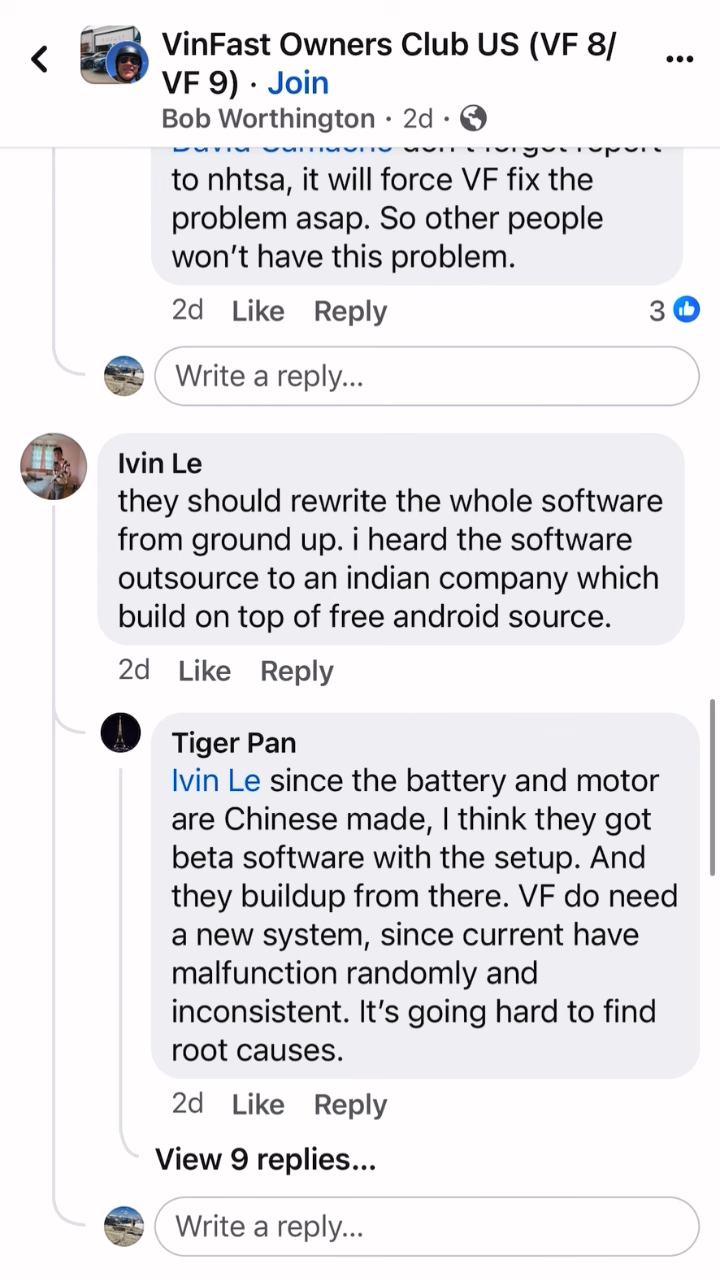 VinFast Owners Club US (VF 8/
VF 9) · Join
Bob Worthington · 2d ·
David Camacho don't forget report
to nhtsa, it will force VF fix the
problem asap. So other people
won't have this problem.
2d Like Reply 3
Write a reply...
Ivin Le
they should rewrite the whole software
from ground up. i heard the software
outsource to an indian company which
build on top of free android source.
2d Like Reply
Tiger Pan
Ivin Le since the battery and motor
are Chinese made, I think they got
beta software with the setup. And
they buildup from there. VF do need
a new system, since current have
malfunction randomly and
inconsistent. It's going hard to find
root causes.
2d Like Reply
View 9 replies...
Write a reply...